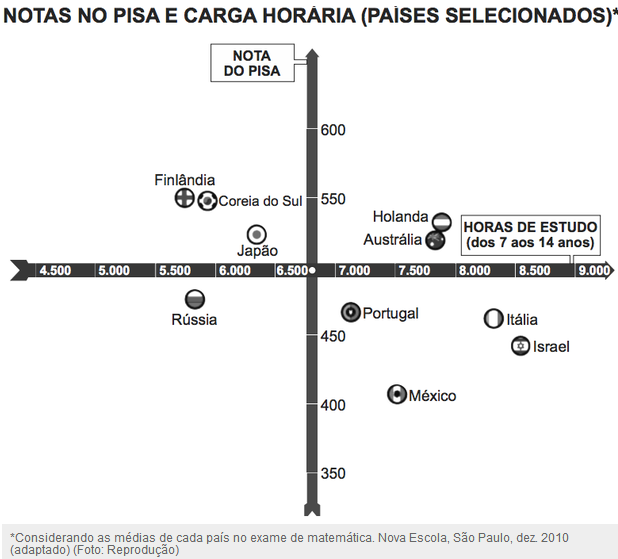 NOTAS NO PISA E CARGA HORÁRIA (PAÍSES SELECIONADOS)*
NOTA
DO PISA
600
Finlândia
550
Coreia do Sul
Holanda
HORAS DE ESTUDO
(dos 7 aos 14 anos)
Austrália
Japão
4.500 5.000 5.500 6.000 6.500 7.000 7.500 8.000 8.500 9.000
Portugal
Itália
Rússia
450
Israel
México
400
350
*Considerando as médias de cada país no exame de matemática. Nova Escola, São Paulo, dez. 2010
(adaptado) (Foto: Reprodução)